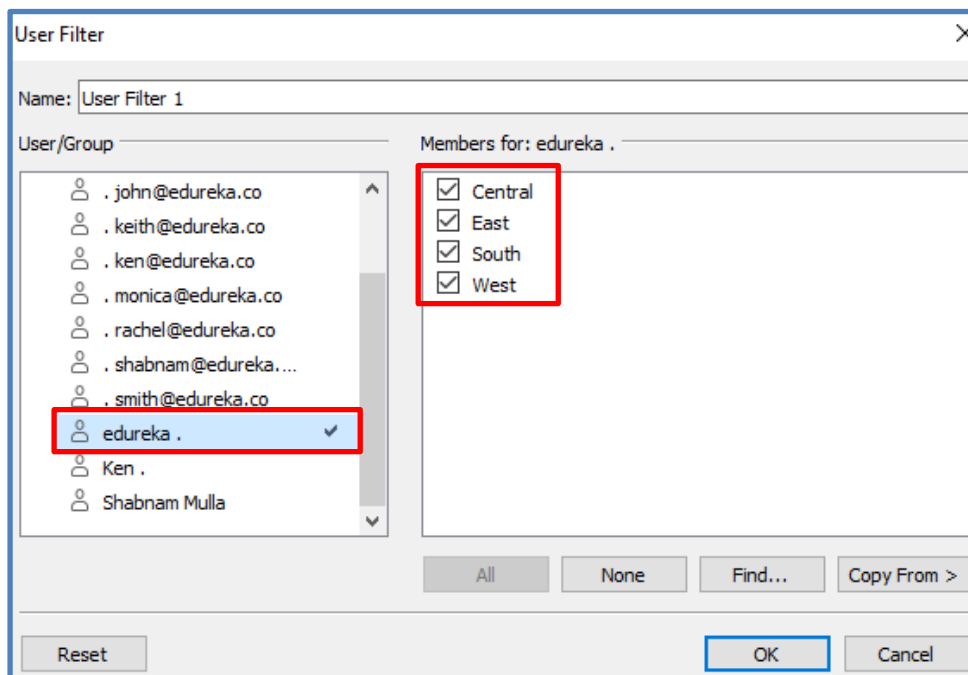 User Filter
Name: User Filter 1
User/Group
. john@edureka.co
. keith@edureka.co
. ken@edureka.co
. monica@edureka.co
. rachel@edureka.co
. shabnam@edureka....
. smith@edureka.co
edureka .
Ken .
Shabnam Mulla
Members for: edureka .
Central
East
South
West
All None Find... Copy From >
Reset OK Cancel